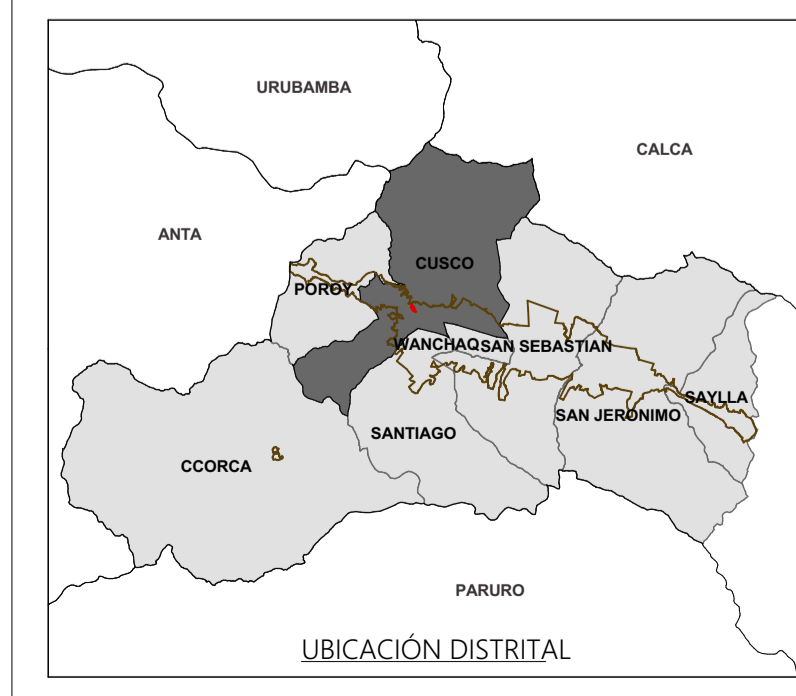 URUBAMBA
CALCA
ANTA
CUSCO
POROY
WANCHAQ
SAN SEBASTIAN
SAYLLA
SAN JERONIMO
SANTIAGO
CCORCA
PARURO
UBICACIÓN DISTRITAL